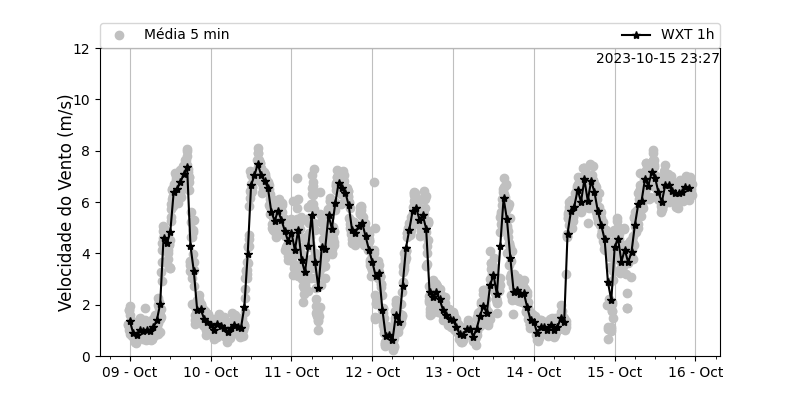 Média 5 min
WXT 1h
2023-10-15 23:27
Velocidade do Vento (m/s)
12
10
8
6
4
2
0
09 - Oct
10 - Oct
11 - Oct
12 - Oct
13 - Oct
14 - Oct
15 - Oct
16 - Oct